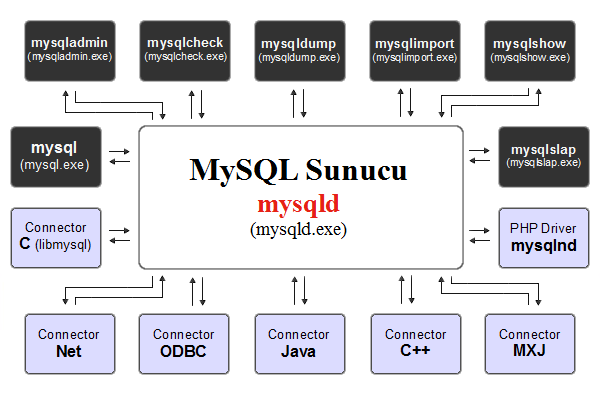 mysqladmin
(mysqladmin.exe)
mysqlcheck
(mysqlcheck.exe)
mysqldump
(mysqldump.exe)
mysqlimport
(mysqlimport.exe)
mysqlshow
(mysqlshow.exe)
mysql
(mysql.exe)
MySQL Sunucu
mysqld
(mysqld.exe)
mysqlslap
(mysqlslap.exe)
Connector
C (libmysql)
PHP Driver
mysqlnd
Connector
Net
Connector
ODBC
Connector
Java
Connector
C++
Connector
MXJ